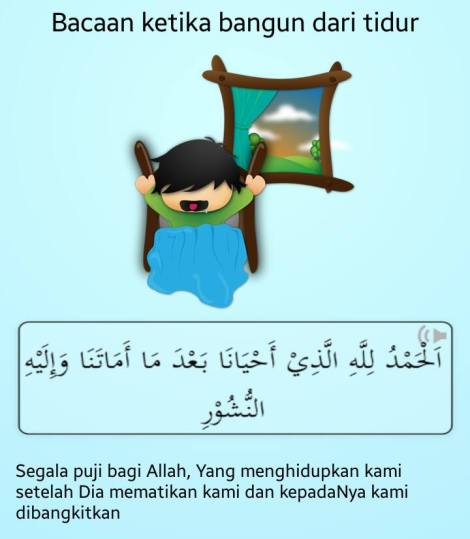 Bacaan ketika bangun dari tidur
اَلْحَمْدُ لِلَّهِ الَّذِيْ أَحْيَانَا بَعْدَ مَا أَمَاتَنَا وَإِلَيْهِ
النُّشُوْرِ
Segala puji bagi Allah, Yang menghidupkan kami
setelah Dia mematikan kami dan kepadaNya kami
dibangkitkan